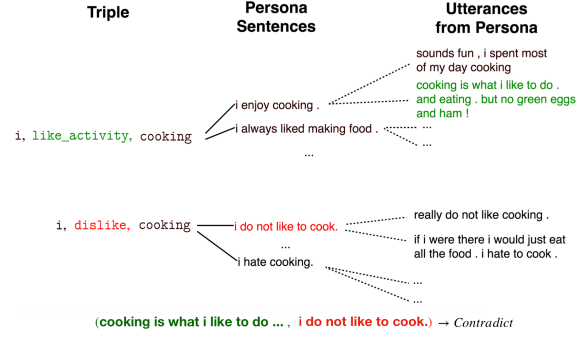 Triple
Persona
Sentences
Utterances
from Persona
sounds fun , i spent most
of my day cooking
cooking is what i like to do .
and eating . but no green eggs
and ham !
i enjoy cooking .
i, like_activity, cooking
i always liked making food .
...
...
...
i, dislike, cooking
i do not like to cook.
...
i hate cooking.
really do not like cooking .
if i were there i would just eat
all the food . i hate to cook .
...
...
(cooking is what i like to do ... , i do not like to cook.) → Contradict